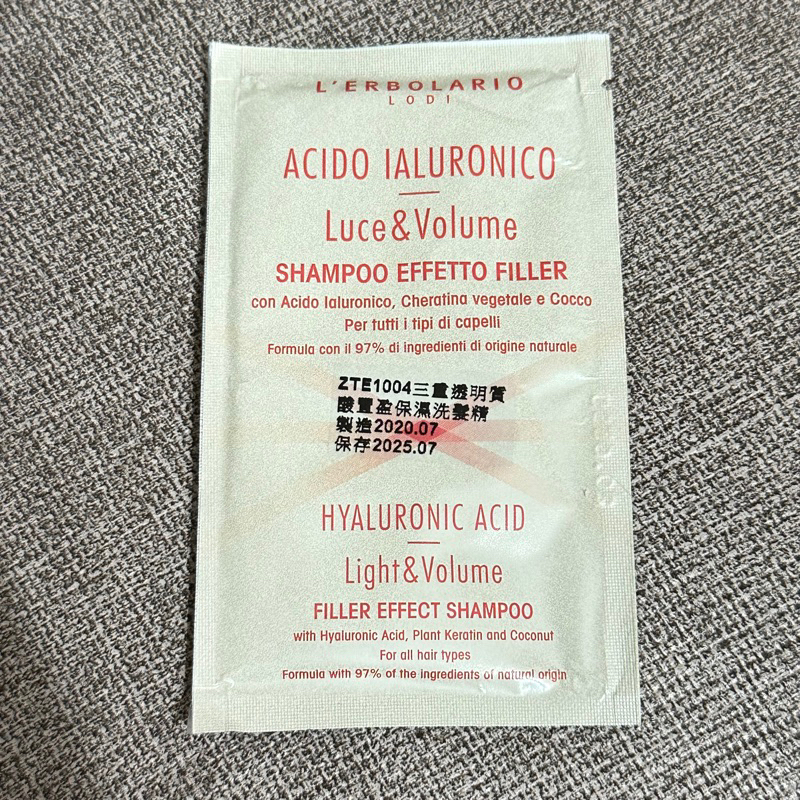 L'ERBOLARIO
LODI
ACIDO IALURONICO
Luce&Volume
SHAMPOO EFFETTO FILLER
con Acido Ialuronico, Cheratina vegetale e Cocco
Per tutti i tipi di capelli
Formula con il 97% di ingredienti di origine naturale
ZTE1004三重透明質
酸豐盈保濕洗髮精
製造2020.07
保存2025.07
HYALURONIC ACID
Light&Volume
FILLER EFFECT SHAMPOO
with Hyaluronic Acid, Plant Keratin and Coconut
For all hair types
Formula with 97% of the ingredients of natural origin